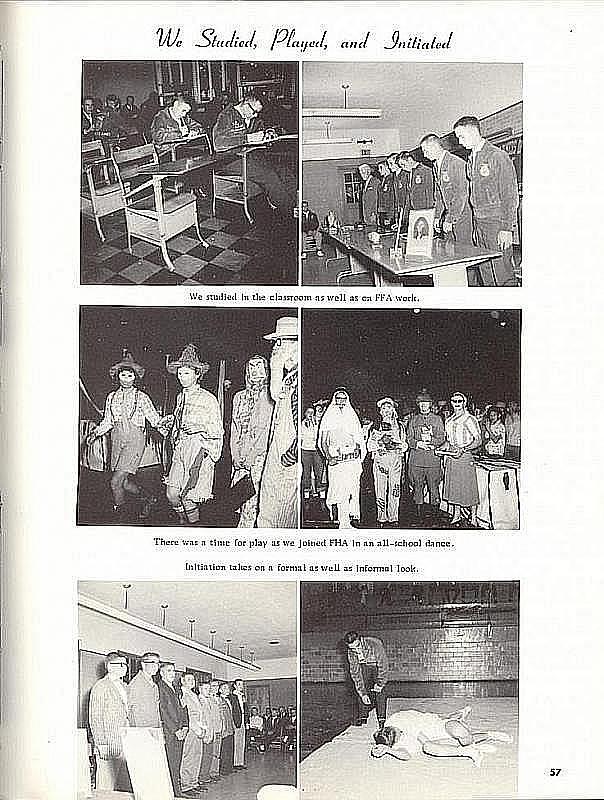 We Studied, Played, and Initiated
We studied in the classroom as well as on FFA work.
There was a time for play as we joined FHA in an all-school dance.
Initiation takes on a formal as well as informal look.
57